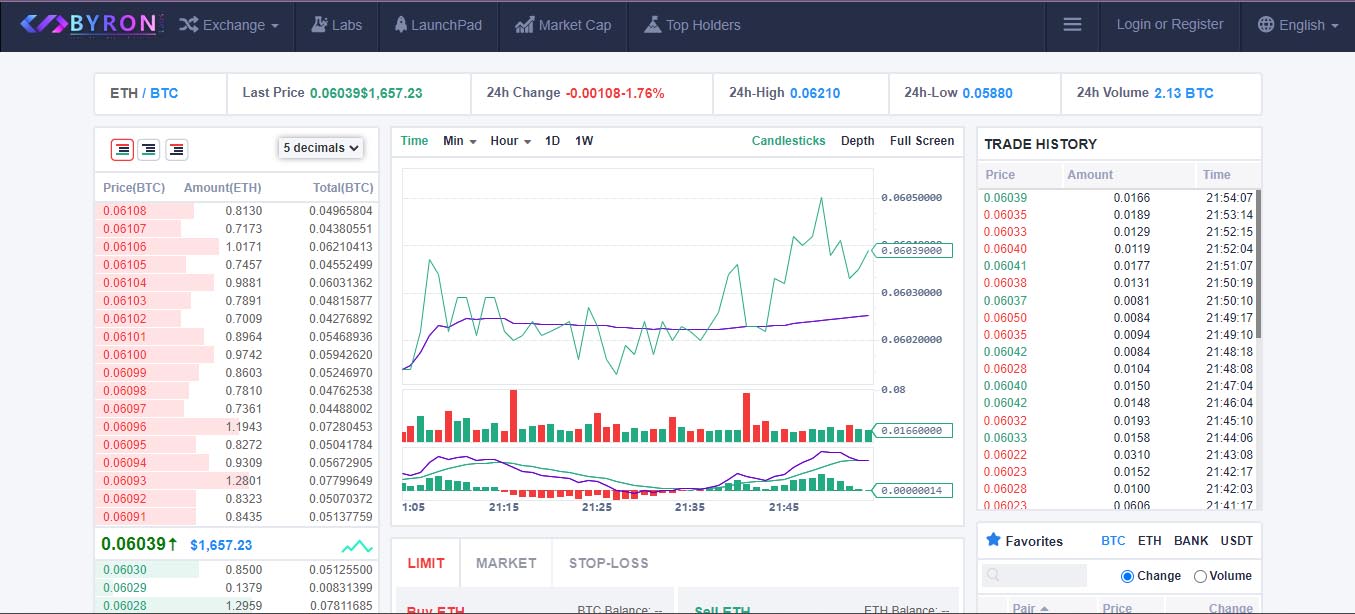 BYRON Exchange Labs LaunchPad Market Cap Top Holders Login or Register English
ETH / BTC Last Price 0.06039$1,657.23 24h Change -0.00108-1.76% 24h-High 0.06210 24h-Low 0.05880 24h Volume 2.13 BTC
5 decimals
Price(BTC) Amount(ETH) Total(BTC)
0.06108 0.8130 0.04965804
0.06107 0.7173 0.04380551
0.06106 1.0171 0.06210413
0.06105 0.7457 0.04552499
0.06104 0.9881 0.06031362
0.06103 0.7891 0.04815877
0.06102 0.7009 0.04276892
0.06101 0.8964 0.05468936
0.06100 0.9742 0.05942620
0.06099 0.8603 0.05246970
0.06098 0.7810 0.04762538
0.06097 0.7361 0.04488002
0.06096 1.1943 0.07280453
0.06095 0.8272 0.05041784
0.06094 0.9309 0.05672905
0.06093 1.2801 0.07799649
0.06092 0.8323 0.05070372
0.06091 0.8435 0.05137759
0.06039↑ $1,657.23
0.06030 0.8500 0.05125500
0.06029 0.1379 0.00831399
0.06028 1.2959 0.07811685
Time Min Hour 1D 1W Candlesticks Depth Full Screen
0.06050000
0.06039000
0.06030000
0.06020000
0.08
0.01660000
0.00000014
1:05 21:15 21:25 21:35 21:45
LIMIT MARKET STOP-LOSS
Buy ETH BTC Balance: -- Sell ETH ETH Balance: --
TRADE HISTORY
Price Amount Time
0.06039 0.0166 21:54:07
0.06035 0.0189 21:53:14
0.06033 0.0129 21:52:15
0.06040 0.0119 21:52:04
0.06041 0.0177 21:51:07
0.06038 0.0131 21:50:19
0.06037 0.0081 21:50:10
0.06050 0.0084 21:49:17
0.06035 0.0094 21:49:10
0.06042 0.0084 21:48:18
0.06028 0.0104 21:48:08
0.06040 0.0150 21:47:04
0.06042 0.0148 21:46:04
0.06032 0.0193 21:45:10
0.06033 0.0158 21:44:06
0.06022 0.0310 21:43:08
0.06023 0.0152 21:42:17
0.06028 0.0100 21:42:03
0.06023 0.0606 21:41:17
Favorites BTC ETH BANK USDT
Change Volume
Pair Price Change